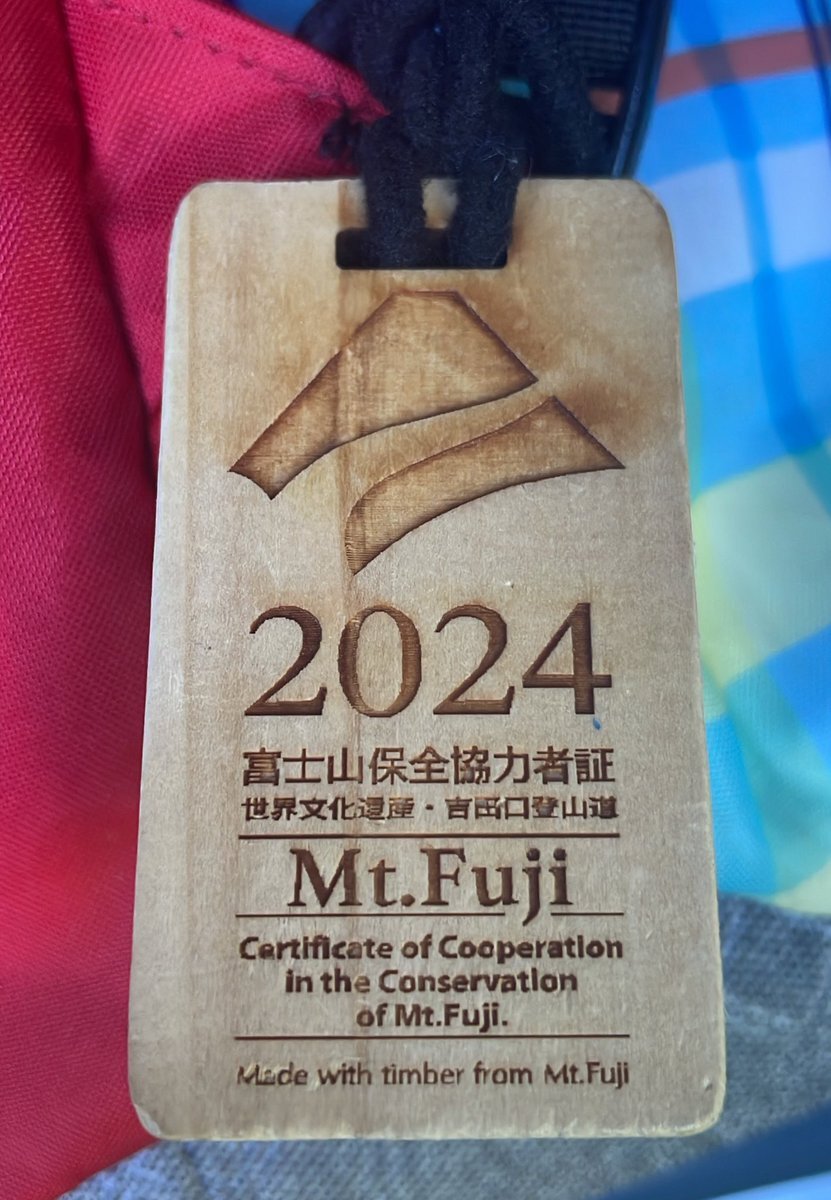 2024
富士山保全協力者証
世界文化遺産・吉田口登山道
Mt.Fuji
Certificate of Cooperation
in the Conservation
of Mt.Fuji.
Made with timber from Mt.Fuji